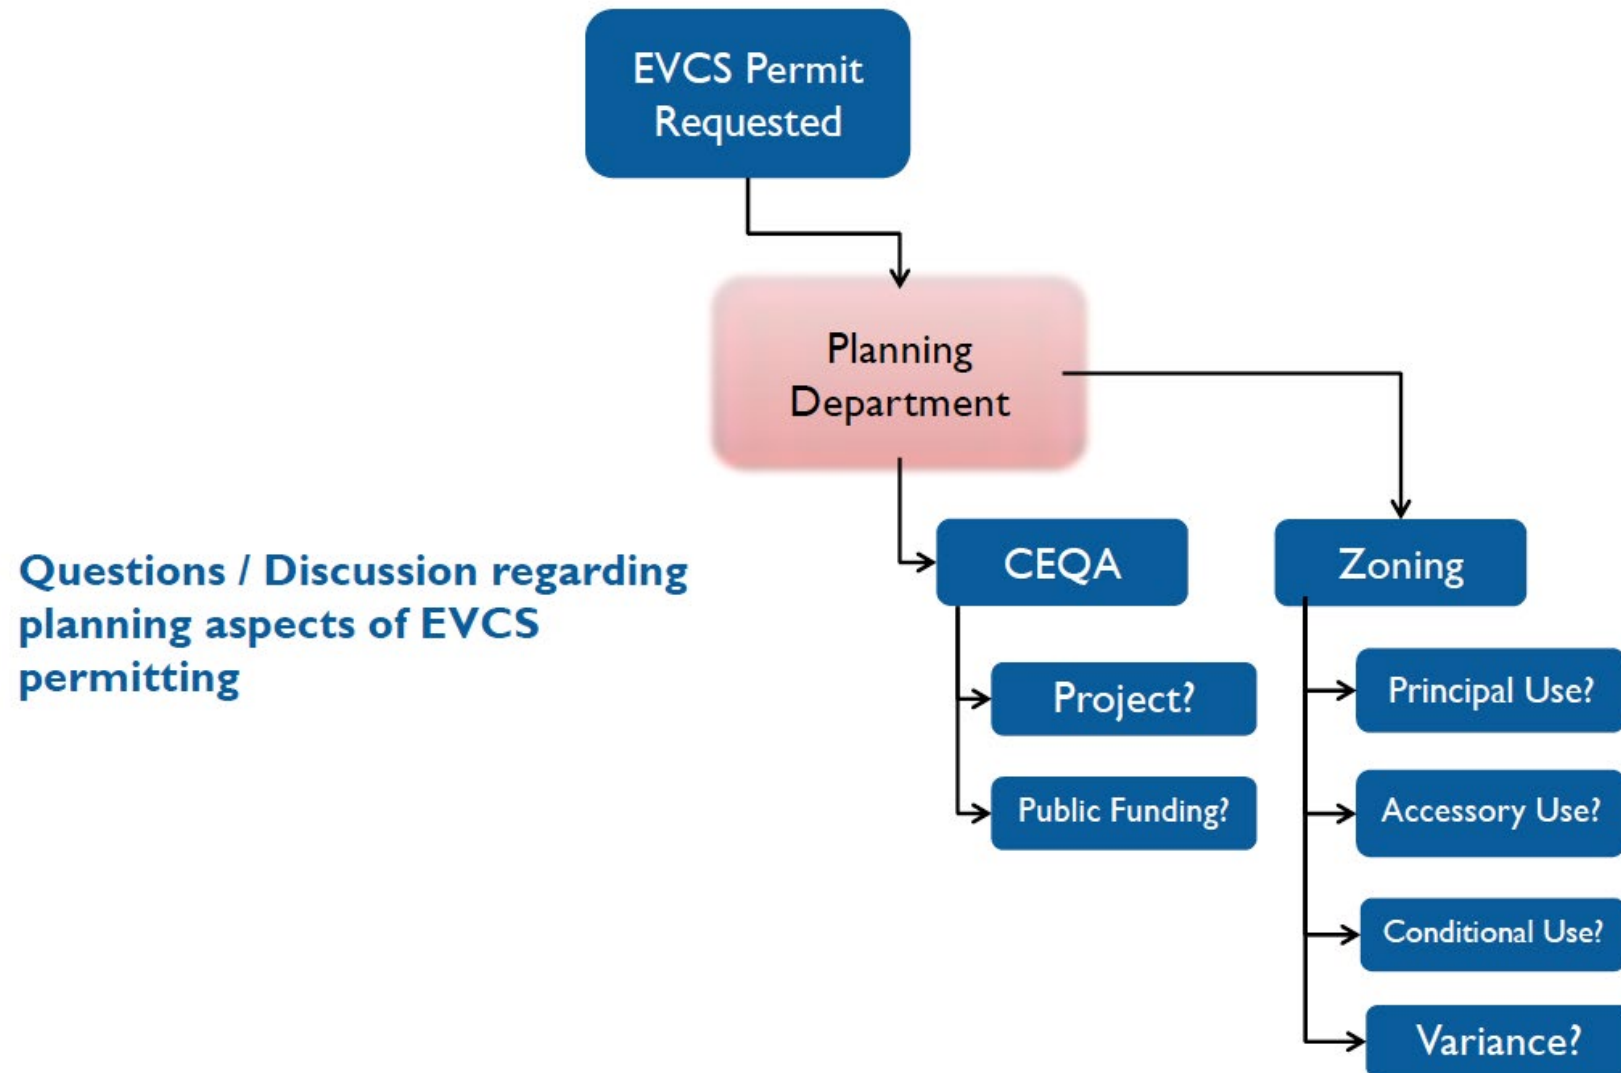 EVCS Permit
Requested
Planning
Department
CEQA
Zoning
Questions / Discussion regarding
planning aspects of EVCS
permitting
Project?
Public Funding?
Principal Use?
Accessory Use?
Conditional Use?
Variance?